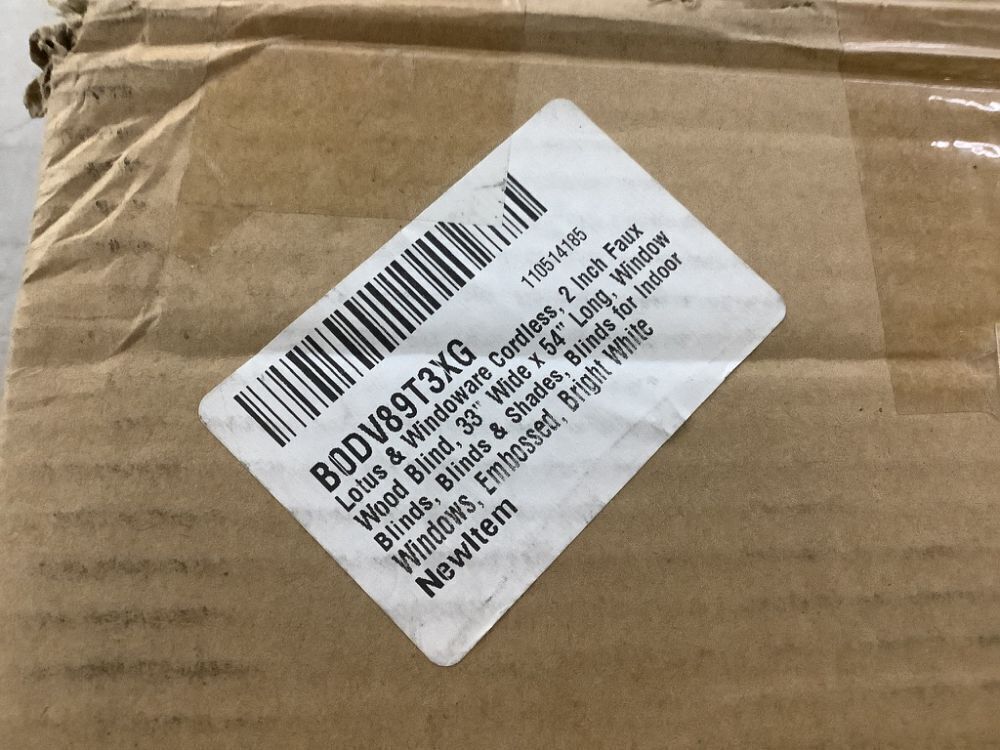 110514185
B0DV89T3XG
Lotus & Windoware Cordless, 2 Inch Faux
Wood Blind, 33" Wide x 54" Long, Window
Blinds, Blinds & Shades, Blinds for Indoor
Windows, Embossed, Bright White
NewItem